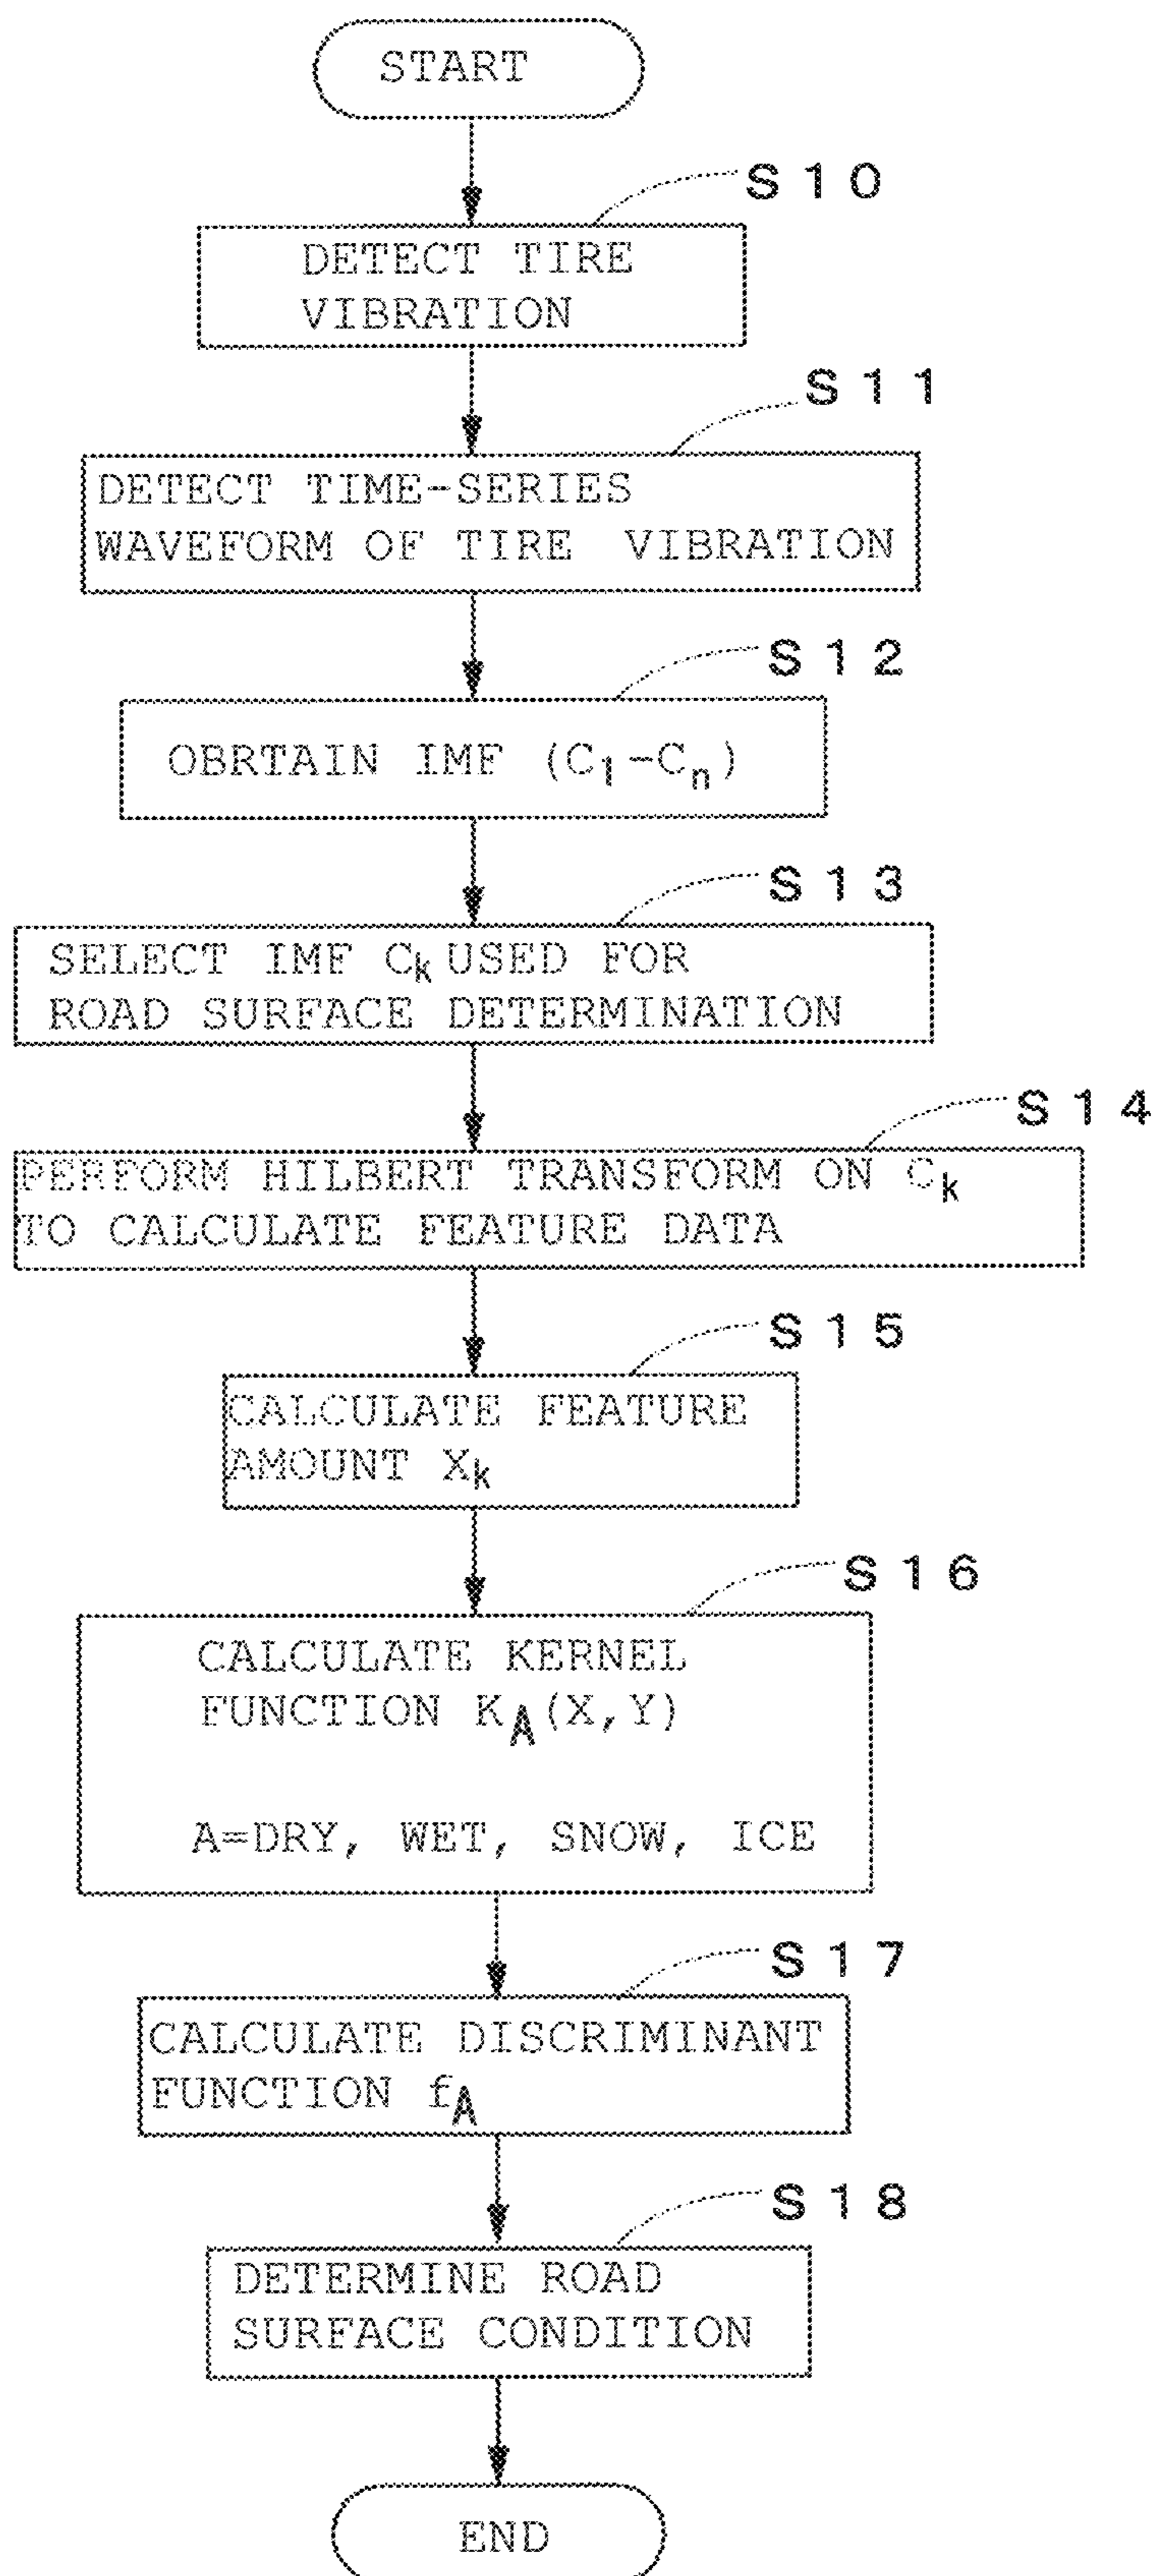 START
S10
DETECT TIRE
VIBRATION
S11
DETECT TIME-SERIES
WAVEFORM OF TIRE VIBRATION
S12
OBRTAIN IMF (C1-Cn)
S13
SELECT IMF Ck USED FOR
ROAD SURFACE DETERMINATION
S14
PERFORM HILBERT TRANSFORM ON Ck
TO CALCULATE FEATURE DATA
S15
CALCULATE FEATURE
AMOUNT Xk
S16
CALCULATE KERNEL
FUNCTION KA(X,Y)
A=DRY, WET, SNOW, ICE
S17
CALCULATE DISCRIMINANT
FUNCTION fA
S18
DETERMINE ROAD
SURFACE CONDITION
END